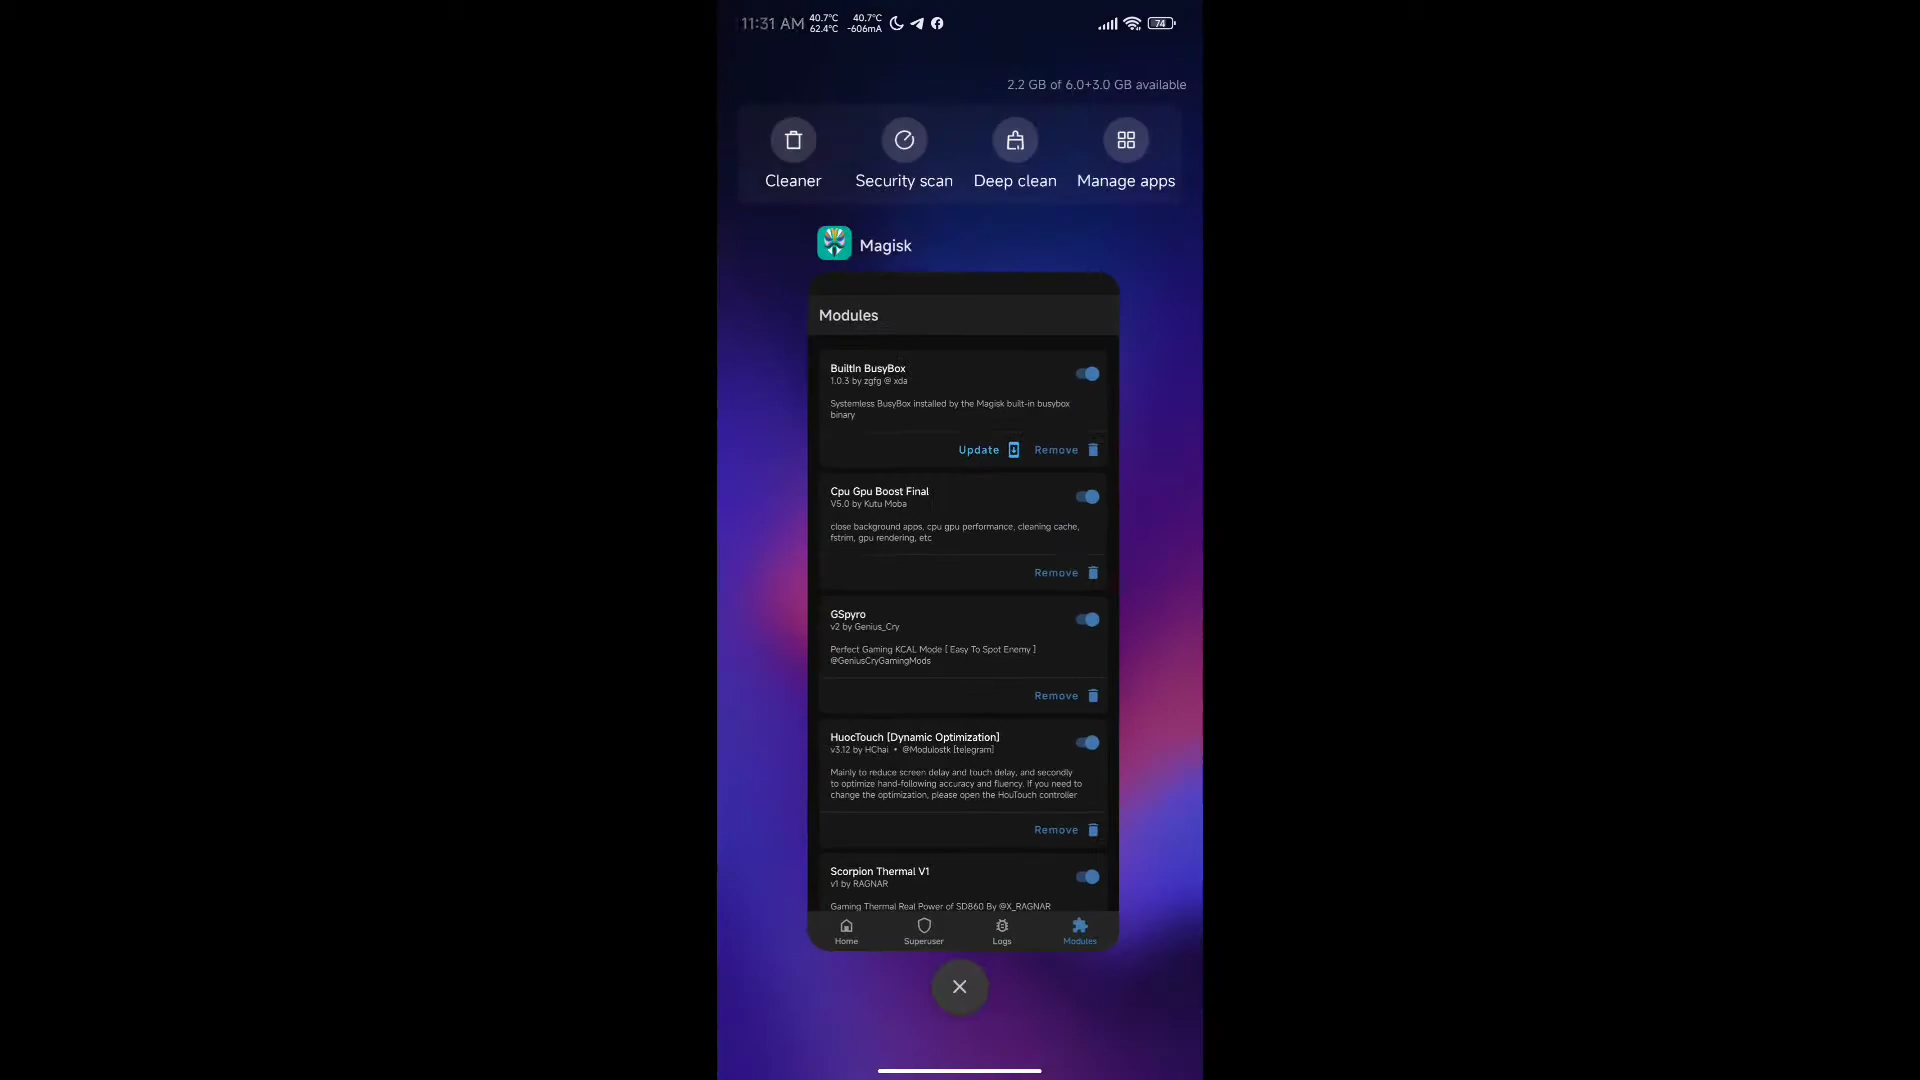 11:31 AM 40.7°C 40.7°C
62.4°C -606mA
74
2.2 GB of 6.0+3.0 GB available
Cleaner Security scan Deep clean Manage apps
Magisk
Modules
BuiltIn BusyBox
1.0.3 by zgfg @ xda
Systemless BusyBox installed by the Magisk built-in busybox
binary
Update Remove
Cpu Gpu Boost Final
V5.0 by Kutu Moba
close background apps, cpu gpu performance, cleaning cache,
fstrim, gpu rendering, etc
Remove
GSpyro
v2 by Genius_Cry
Perfect Gaming KCAL Mode [ Easy To Spot Enemy ]
@GeniusCryGamingMods
Remove
HuocTouch [Dynamic Optimization]
v3.12 by HChai • @Modulostk [telegram]
Mainly to reduce screen delay and touch delay, and secondly
to optimize hand-following accuracy and fluency. If you need to
change the optimization, please open the HouTouch controller
Remove
Scorpion Thermal V1
v1 by RAGNAR
Gaming Thermal Real Power of SD860 By @X_RAGNAR
Home Superuser Logs Modules